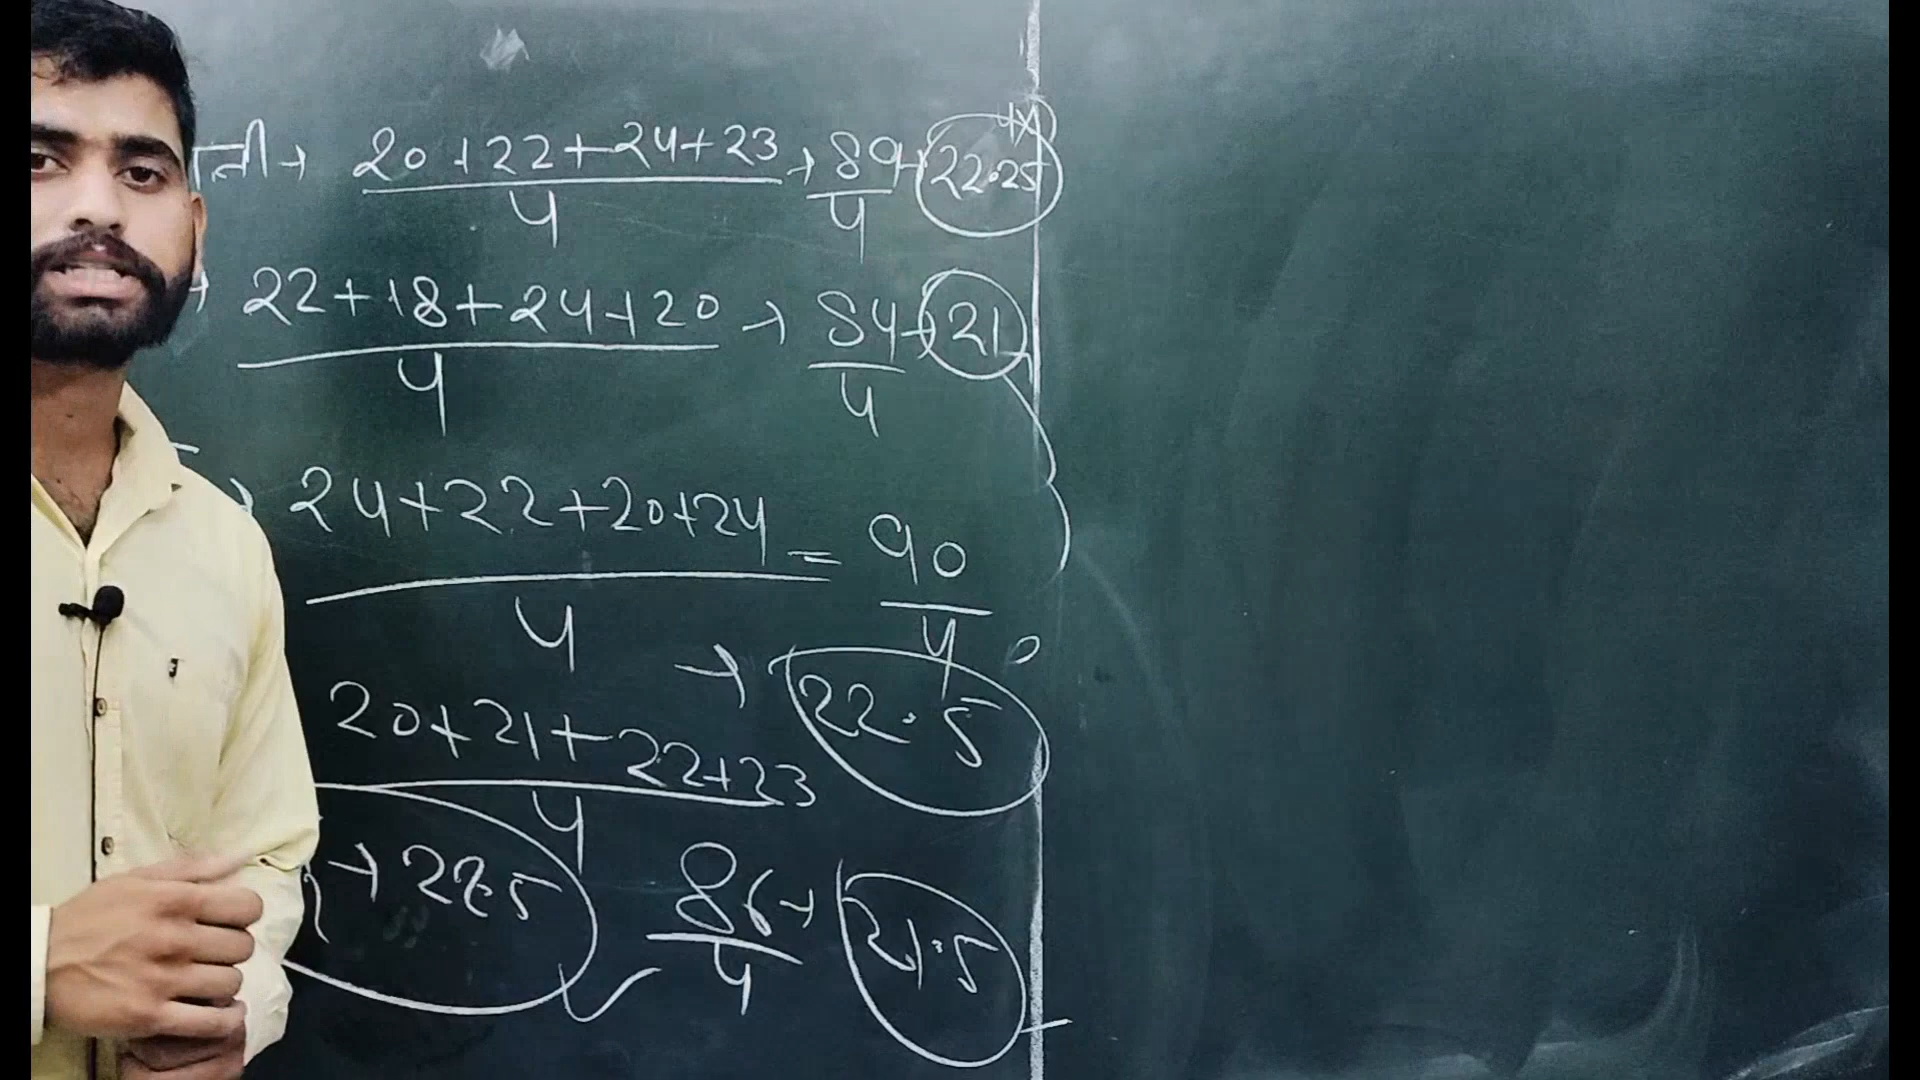 → 20+22+24+23 → 89 → 22.25
4 4
→ 22+18+24+20 → 84 → 21
4 4
→ 24+22+20+24 = 90
4 4
→ 22.5
20+21+22+23
4
→ 22.5 86 → 21.5
4